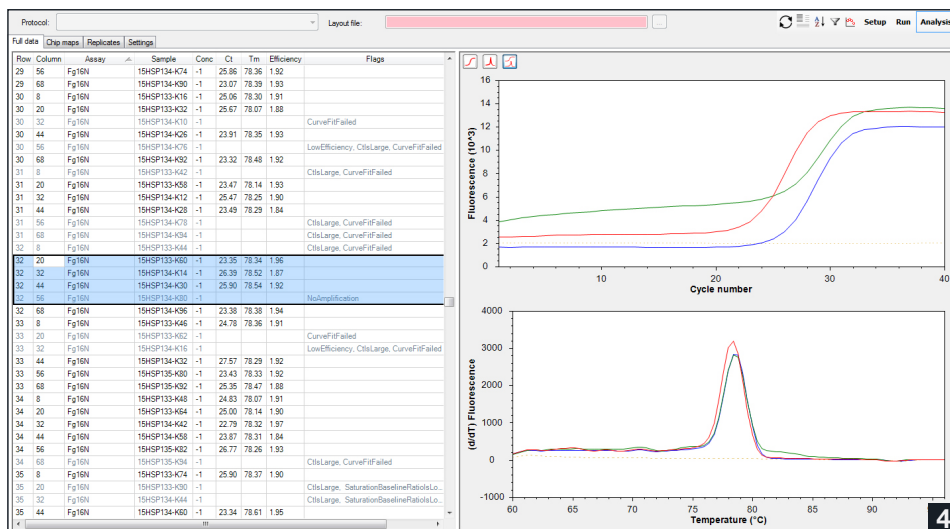 Protocol: Layout file: ... Setup Run Analysis
Full data Chip maps Replicates Settings
Row Column Assay Sample Conc Ct Tm Efficiency Flags
29 56 Fg16N 15HSP134-K74 -1 25.86 78.36 1.92
29 68 Fg16N 15HSP134-K90 -1 23.07 78.39 1.93
30 8 Fg16N 15HSP133-K16 -1 25.06 78.30 1.91
30 20 Fg16N 15HSP133-K32 -1 25.67 78.07 1.88
30 32 Fg16N 15HSP134-K10 -1 CurveFitFailed
30 44 Fg16N 15HSP134-K26 -1 23.91 78.35 1.93
30 56 Fg16N 15HSP134-K76 -1 LowEfficiency, CtIsLarge, CurveFitFailed
30 68 Fg16N 15HSP134-K92 -1 23.32 78.48 1.92
31 8 Fg16N 15HSP133-K42 -1 CtIsLarge, CurveFitFailed
31 20 Fg16N 15HSP133-K58 -1 23.47 78.14 1.93
31 32 Fg16N 15HSP134-K12 -1 25.47 78.25 1.90
31 44 Fg16N 15HSP134-K28 -1 23.49 78.29 1.84
31 56 Fg16N 15HSP134-K78 -1 CtIsLarge, CurveFitFailed
31 68 Fg16N 15HSP134-K94 -1 CtIsLarge, CurveFitFailed
32 8 Fg16N 15HSP133-K44 -1 CtIsLarge, CurveFitFailed
32 20 Fg16N 15HSP133-K60 -1 23.35 78.34 1.96
32 32 Fg16N 15HSP134-K14 -1 26.39 78.52 1.87
32 44 Fg16N 15HSP134-K30 -1 25.90 78.54 1.92
32 56 Fg16N 15HSP134-K80 -1 NoAmplification
32 68 Fg16N 15HSP134-K96 -1 23.38 78.38 1.94
33 8 Fg16N 15HSP133-K46 -1 24.78 78.36 1.91
33 20 Fg16N 15HSP133-K62 -1 CurveFitFailed
33 32 Fg16N 15HSP134-K16 -1 LowEfficiency, CtIsLarge, CurveFitFailed
33 44 Fg16N 15HSP134-K32 -1 27.57 78.29 1.92
33 56 Fg16N 15HSP135-K80 -1 23.43 78.33 1.92
33 68 Fg16N 15HSP135-K92 -1 25.35 78.47 1.88
34 8 Fg16N 15HSP133-K48 -1 24.83 78.07 1.91
34 20 Fg16N 15HSP133-K64 -1 25.00 78.14 1.90
34 32 Fg16N 15HSP134-K42 -1 22.79 78.32 1.97
34 44 Fg16N 15HSP134-K58 -1 23.87 78.31 1.84
34 56 Fg16N 15HSP135-K82 -1 26.77 78.26 1.93
34 68 Fg16N 15HSP135-K94 -1 CtIsLarge, CurveFitFailed
35 8 Fg16N 15HSP133-K74 -1 25.90 78.37 1.90
35 20 Fg16N 15HSP133-K90 -1 CtIsLarge, SaturationBaselineRatioIsLo...
35 32 Fg16N 15HSP134-K44 -1 CtIsLarge, SaturationBaselineRatioIsLo...
35 44 Fg16N 15HSP134-K60 -1 23.34 78.61 1.95
Fluorescence (10^3)
16
14
12
10
8
6
4
2
0
10 20 30 40
Cycle number
(d/dT) Fluorescence
4000
3000
2000
1000
0
-1000
60 65 70 75 80 85 90
Temperature (°C)
4